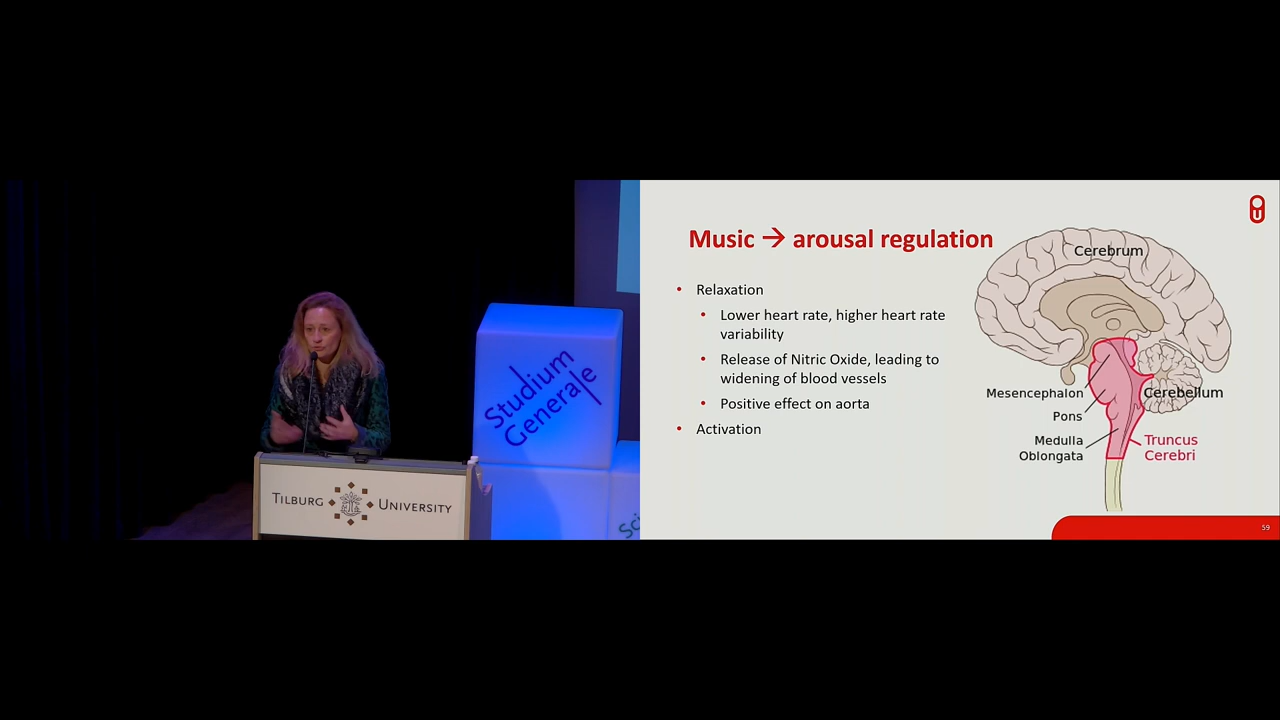 Studium
Generale
TILBURG UNIVERSITY
Music → arousal regulation
• Relaxation
• Lower heart rate, higher heart rate
variability
• Release of Nitric Oxide, leading to
widening of blood vessels
• Positive effect on aorta
• Activation
Cerebrum
Mesencephalon
Cerebellum
Pons
Medulla
Oblongata
Truncus
Cerebri
59